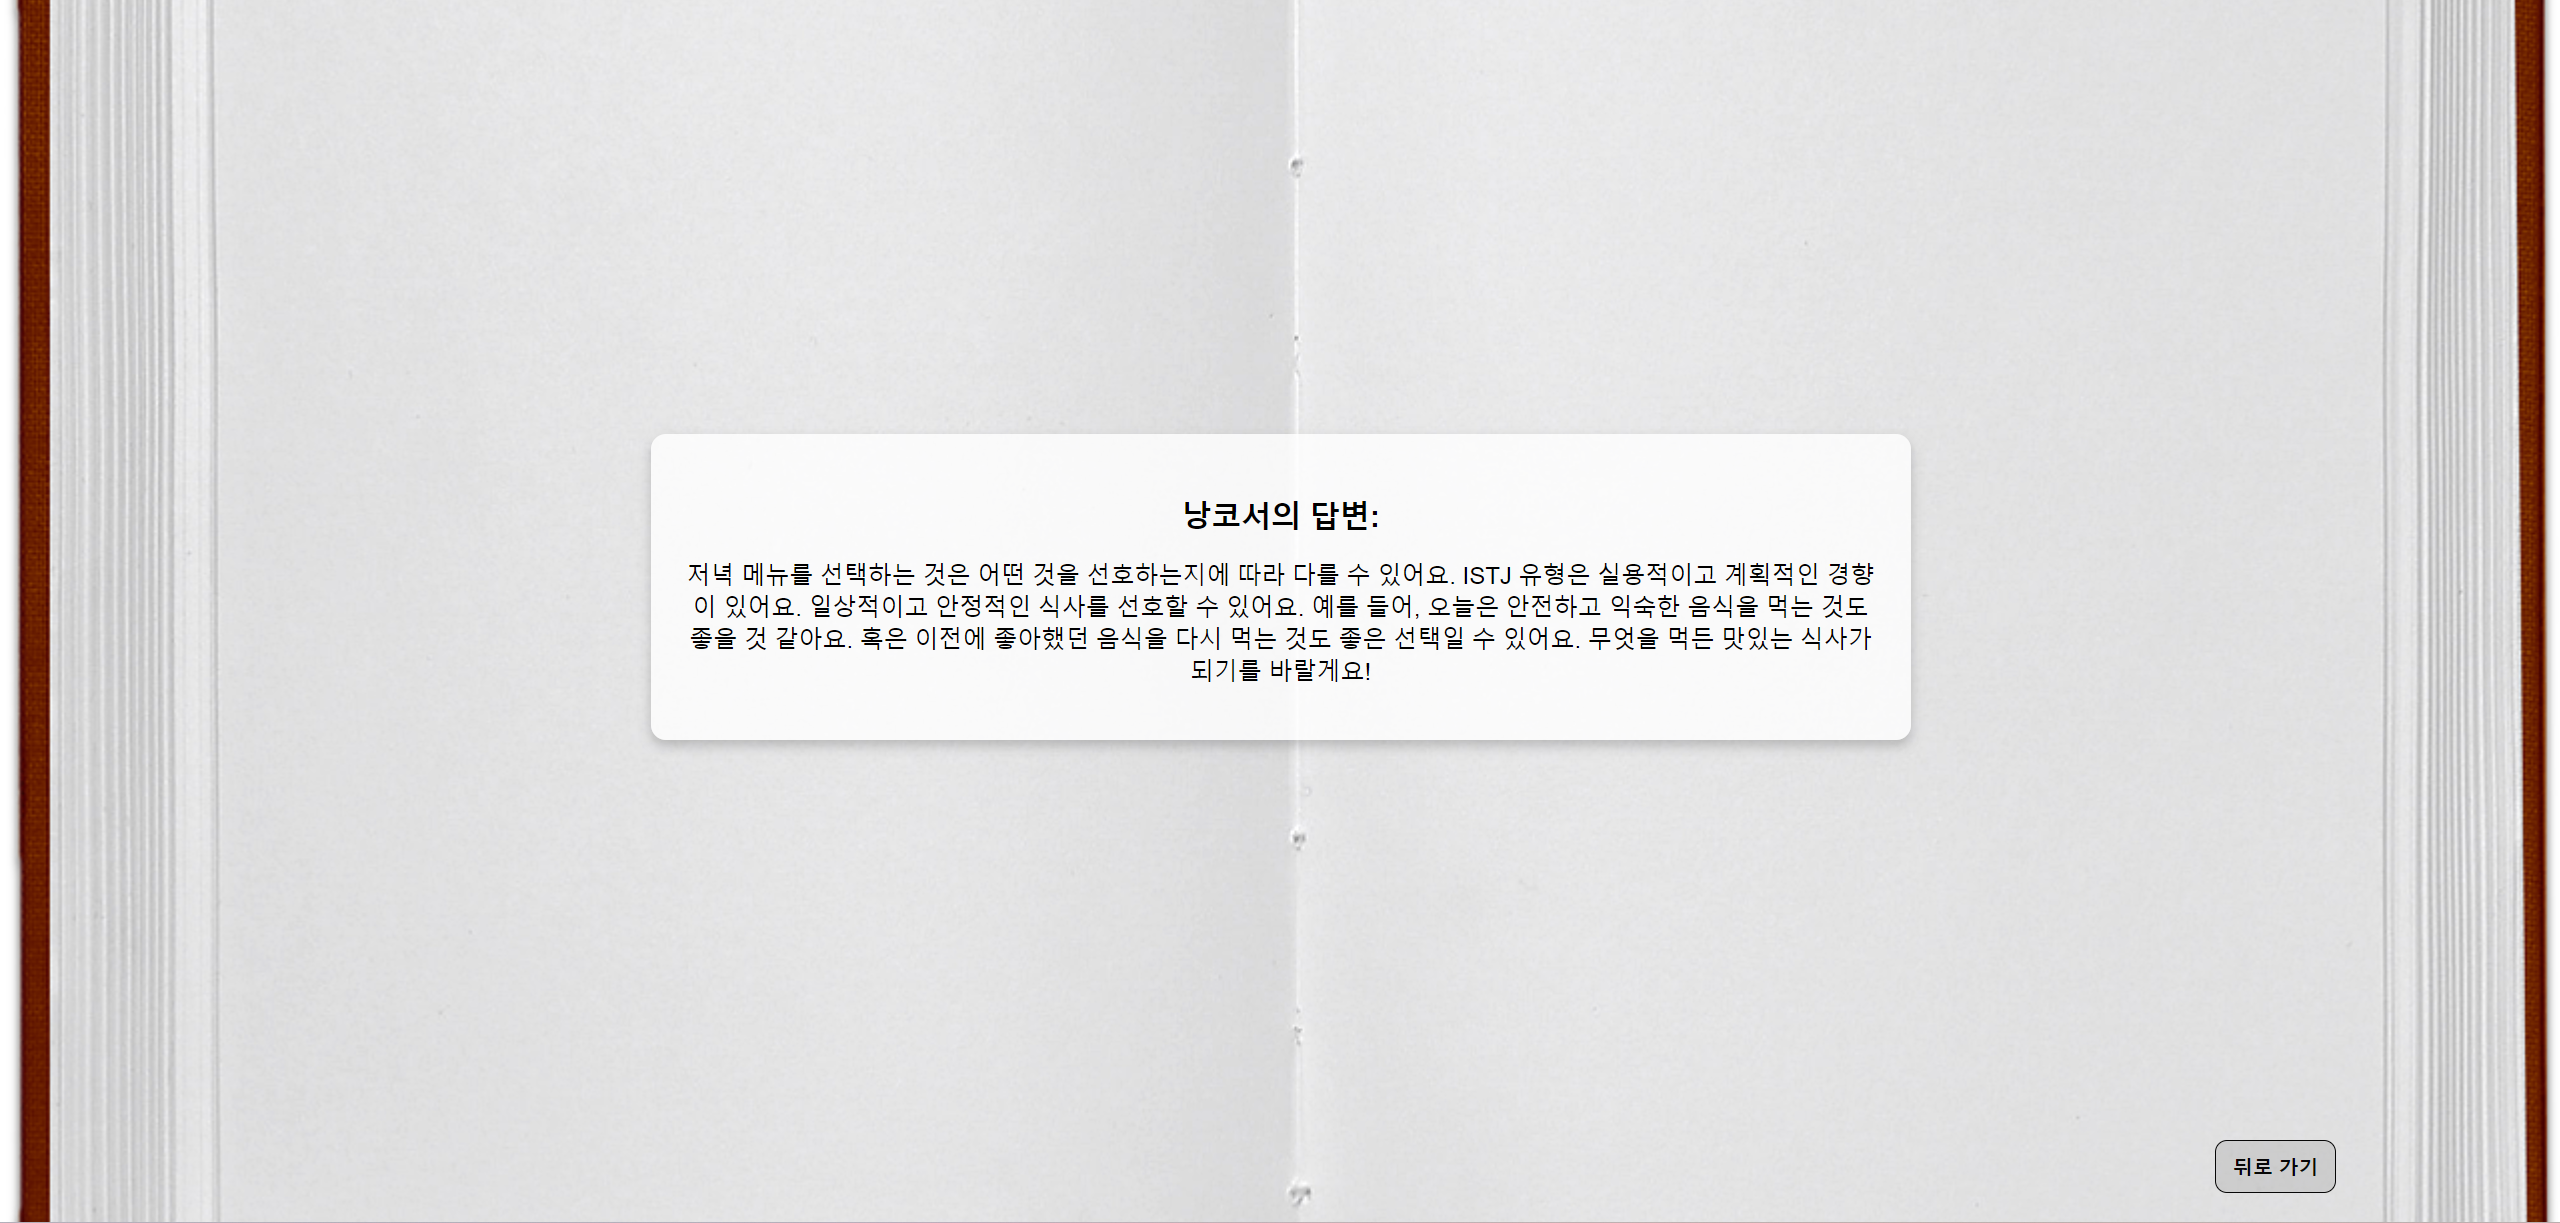 낭코서의 답변:
저녁 메뉴를 선택하는 것은 어떤 것을 선호하는지에 따라 다를 수 있어요. ISTJ 유형은 실용적이고 계획적인 경향
이 있어요. 일상적이고 안정적인 식사를 선호할 수 있어요. 예를 들어, 오늘은 안전하고 익숙한 음식을 먹는 것도
좋을 것 같아요. 혹은 이전에 좋아했던 음식을 다시 먹는 것도 좋은 선택일 수 있어요. 무엇을 먹든 맛있는 식사가
되기를 바랄게요!
뒤로 가기